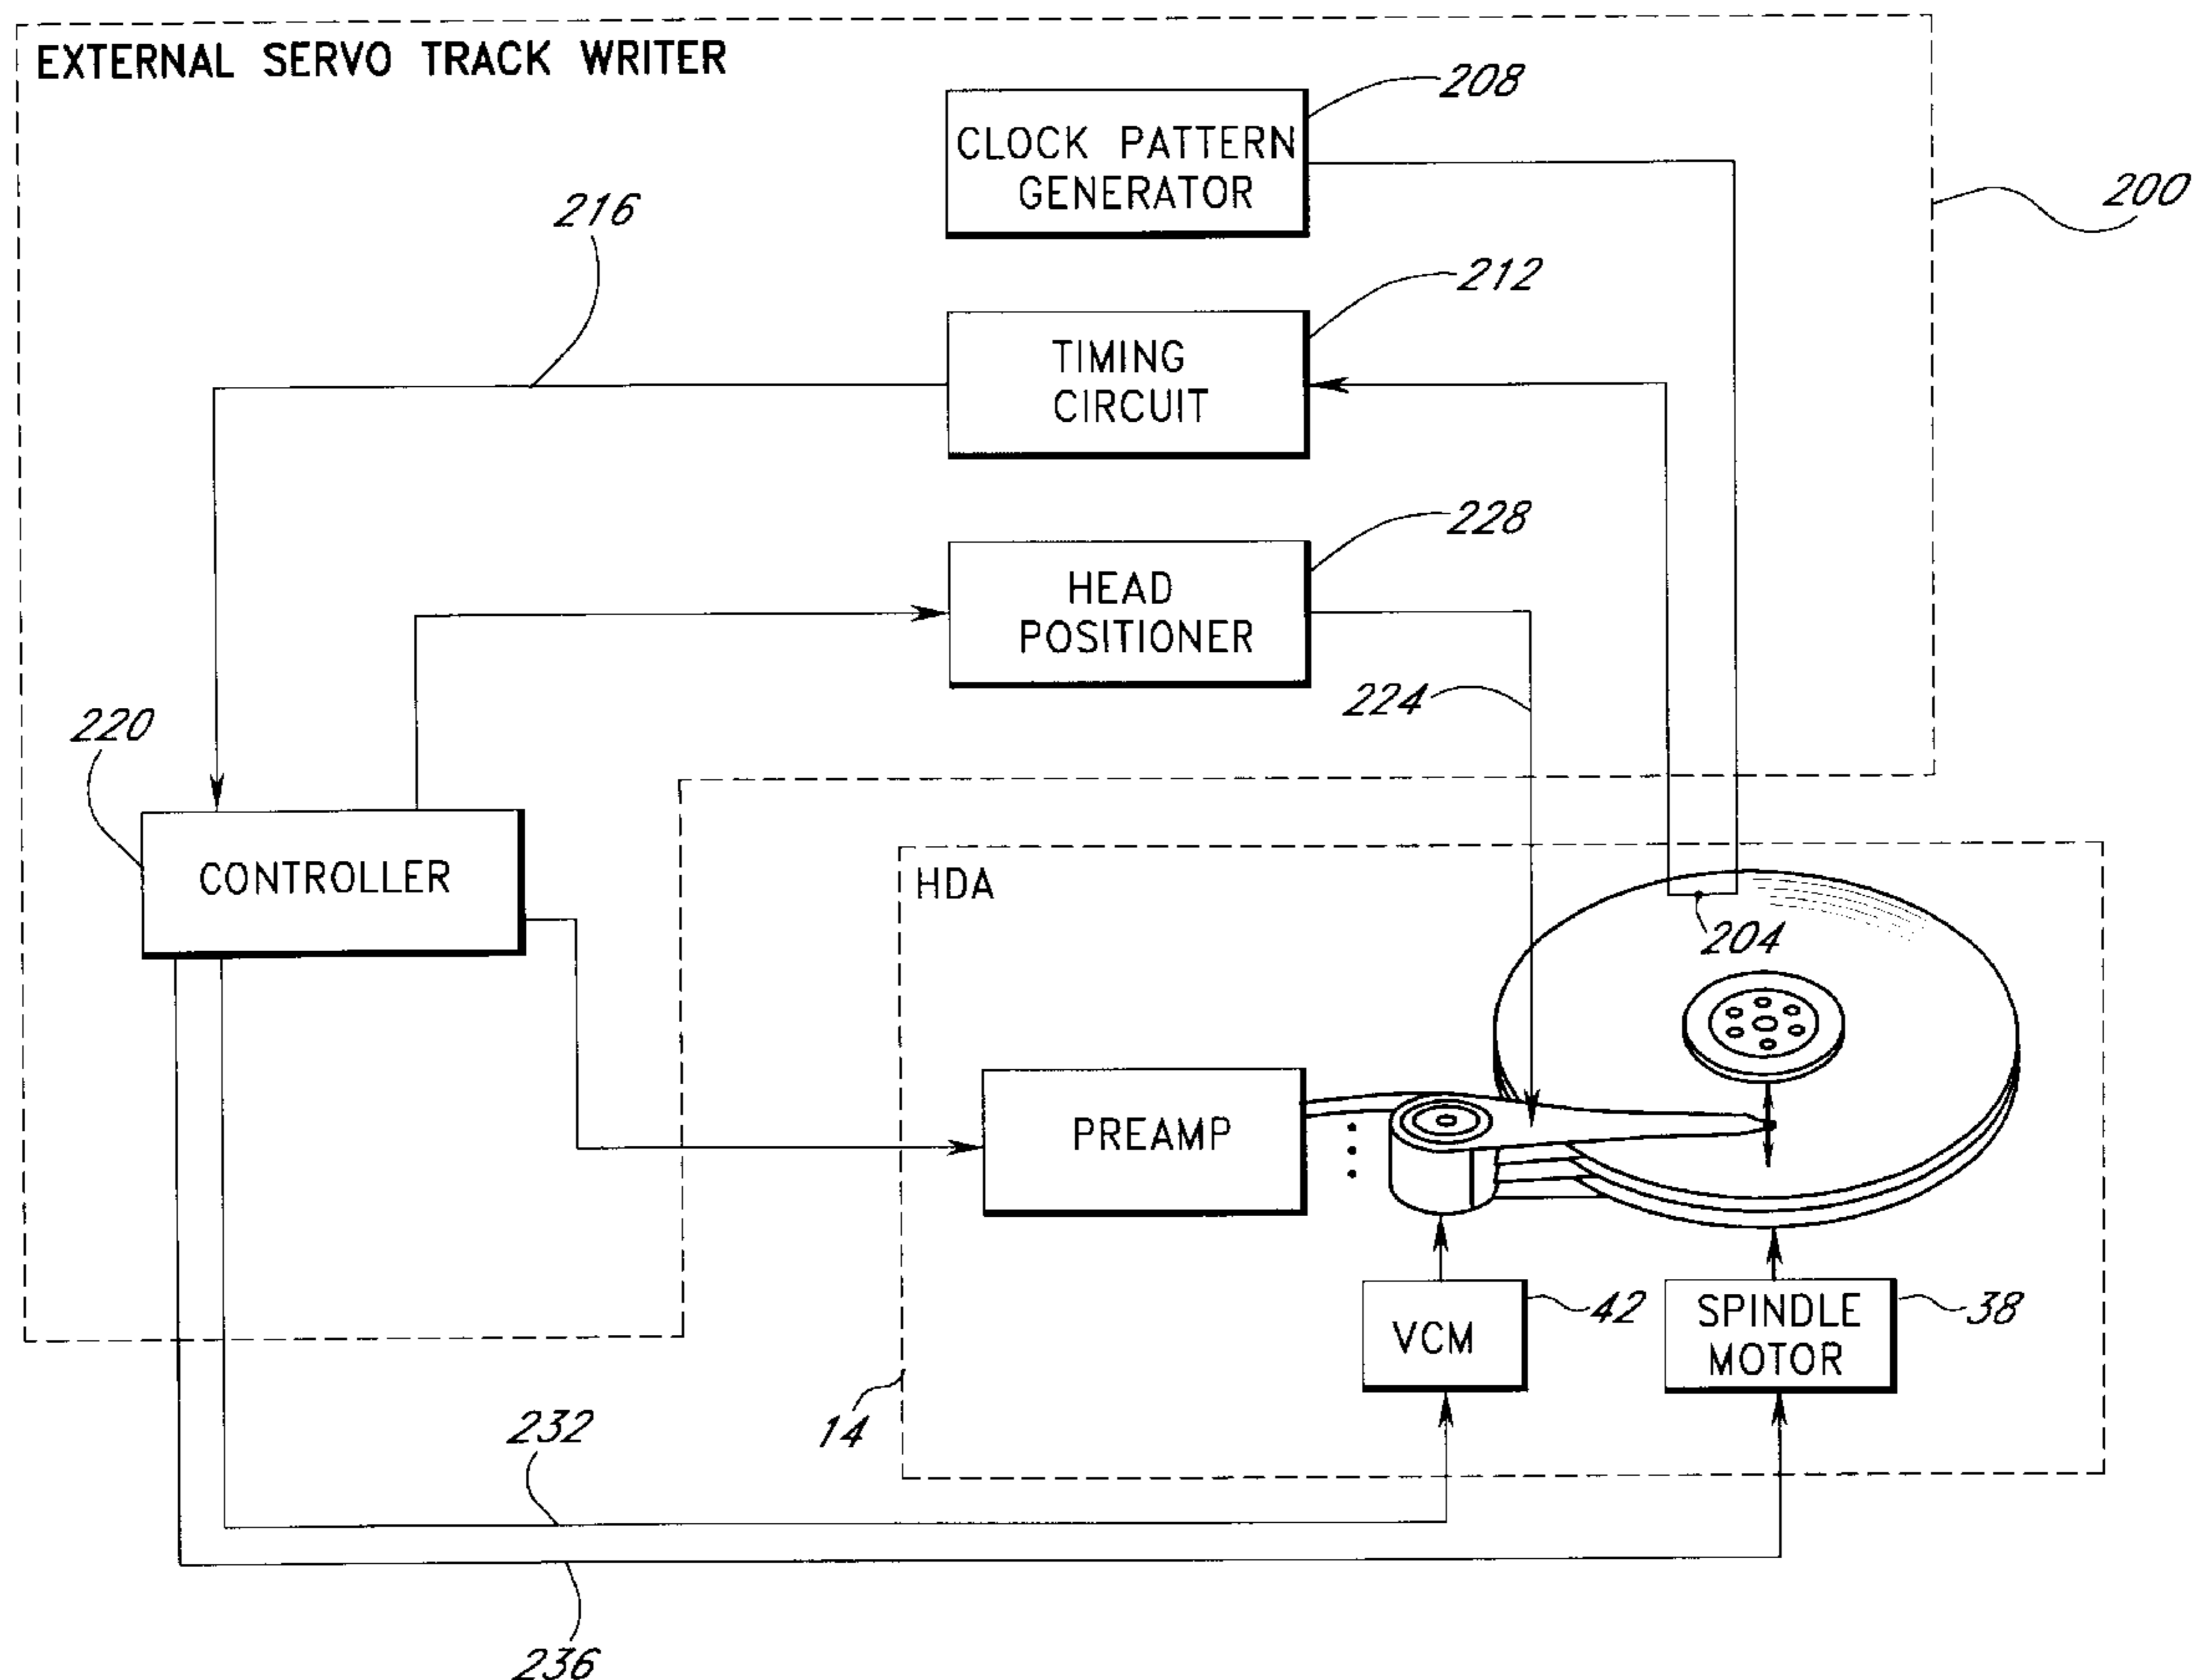 EXTERNAL SERVO TRACK WRITER
208
CLOCK PATTERN
GENERATOR
200
216
212
TIMING
CIRCUIT
228
HEAD
POSITIONER
224
220
CONTROLLER
HDA
204
PREAMP
42
VCM
38
SPINDLE
MOTOR
14
232
236